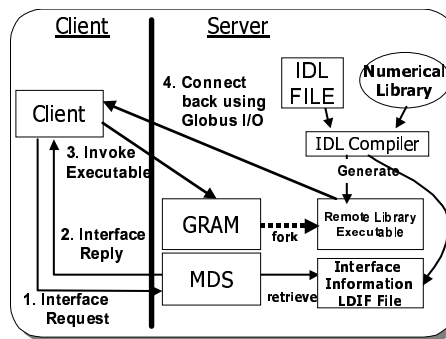 Client
Server
4. Connect
back using
Globus I/O
IDL
FILE
Numerical
Library
Client
IDL Compiler
3. Invoke
Executable
Generate
GRAM
fork
Remote Library
Executable
2. Interface
Reply
MDS
retrieve
Interface
Information
LDIF File
1. Interface
Request